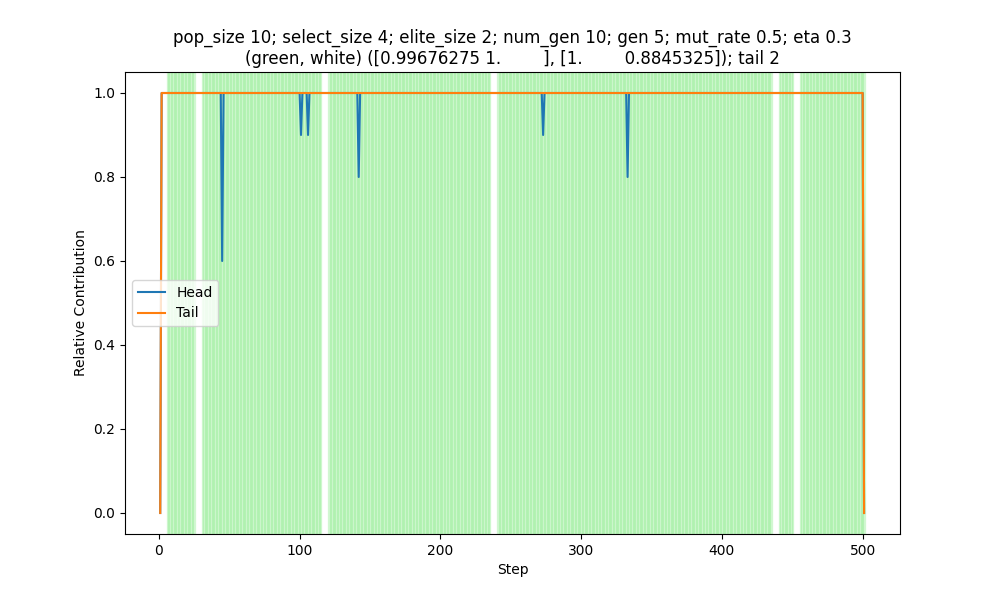 pop_size 10; select_size 4; elite_size 2; num_gen 10; gen 5; mut_rate 0.5; eta 0.3
(green, white) ([0.99676275 1.        ], [1.        0.8845325]); tail 2
1.0
0.8
0.6
0.4
0.2
0.0
Relative Contribution
Head
Tail
0 100 200 300 400 500
Step